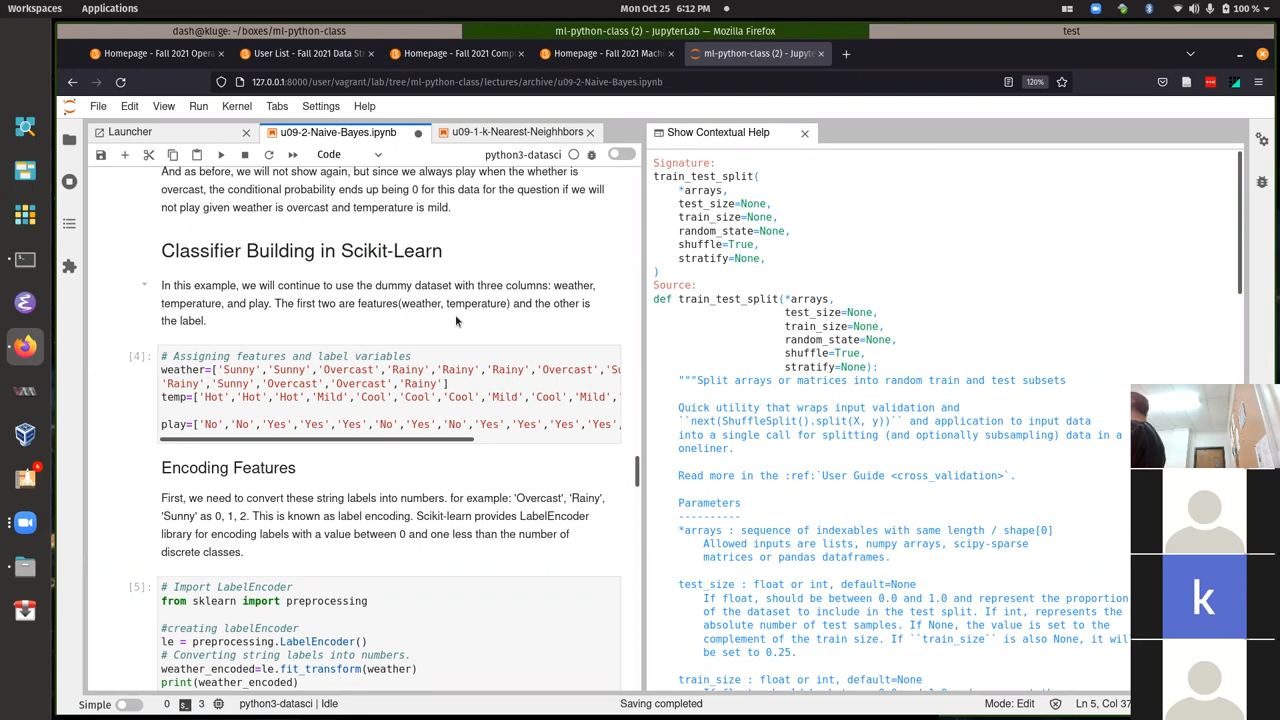 Workspaces Applications Mon Oct 25 6:12 PM 100 %
dash@kluge: ~/boxes/ml-python-class ml-python-class (2) - JupyterLab — Mozilla Firefox test
Homepage - Fall 2021 Opera User List - Fall 2021 Data St Homepage - Fall 2021 Comp Homepage - Fall 2021 Machi ml-python-class (2) - Jupyte
127.0.0.1:8000/user/vagrant/lab/tree/ml-python-class/lectures/archive/u09-2-Naive-Bayes.ipynb 120%
File Edit View Run Kernel Tabs Settings Help
Launcher u09-2-Naive-Bayes.ipynb u09-1-k-Nearest-Neighhbors Show Contextual Help
Code python3-datasci
And as before, we will not show again, but since we always play when the whether is
overcast, the conditional probability ends up being 0 for this data for the question if we will
not play given weather is overcast and temperature is mild.
Classifier Building in Scikit-Learn
In this example, we will continue to use the dummy dataset with three columns: weather,
temperature, and play. The first two are features(weather, temperature) and the other is
the label.
[4]:
# Assigning features and label variables
weather=['Sunny','Sunny','Overcast','Rainy','Rainy','Rainy','Overcast','Su
'Rainy','Sunny','Overcast','Overcast','Rainy']
temp=['Hot','Hot','Hot','Mild','Cool','Cool','Cool','Mild','Cool','Mild',
play=['No','No','Yes','Yes','Yes','No','Yes','No','Yes','Yes','Yes',
Encoding Features
First, we need to convert these string labels into numbers. for example: 'Overcast', 'Rainy',
'Sunny' as 0, 1, 2. This is known as label encoding. Scikit-learn provides LabelEncoder
library for encoding labels with a value between 0 and one less than the number of
discrete classes.
[5]:
# Import LabelEncoder
from sklearn import preprocessing
#creating labelEncoder
le = preprocessing.LabelEncoder()
# Converting string labels into numbers.
weather_encoded=le.fit_transform(weather)
print(weather_encoded)
Signature:
train_test_split(
*arrays,
test_size=None,
train_size=None,
random_state=None,
shuffle=True,
stratify=None,
)
Source:
def train_test_split(*arrays,
test_size=None,
train_size=None,
random_state=None,
shuffle=True,
stratify=None):
"""Split arrays or matrices into random train and test subsets
Quick utility that wraps input validation and
``next(ShuffleSplit().split(X, y))`` and application to input data
into a single call for splitting (and optionally subsampling) data in a
oneliner.
Read more in the :ref:`User Guide <cross_validation>`.
Parameters
----------
*arrays : sequence of indexables with same length / shape[0]
Allowed inputs are lists, numpy arrays, scipy-sparse
matrices or pandas dataframes.
test_size : float or int, default=None
If float, should be between 0.0 and 1.0 and represent the proportion
of the dataset to include in the test split. If int, represents the
absolute number of test samples. If None, the value is set to the
complement of the train size. If ``train_size`` is also None, it wil
be set to 0.25.
train_size : float or int, default=None
k
Simple 0 3 python3-datasci | Idle Saving completed Mode: Edit Ln 5, Col 37